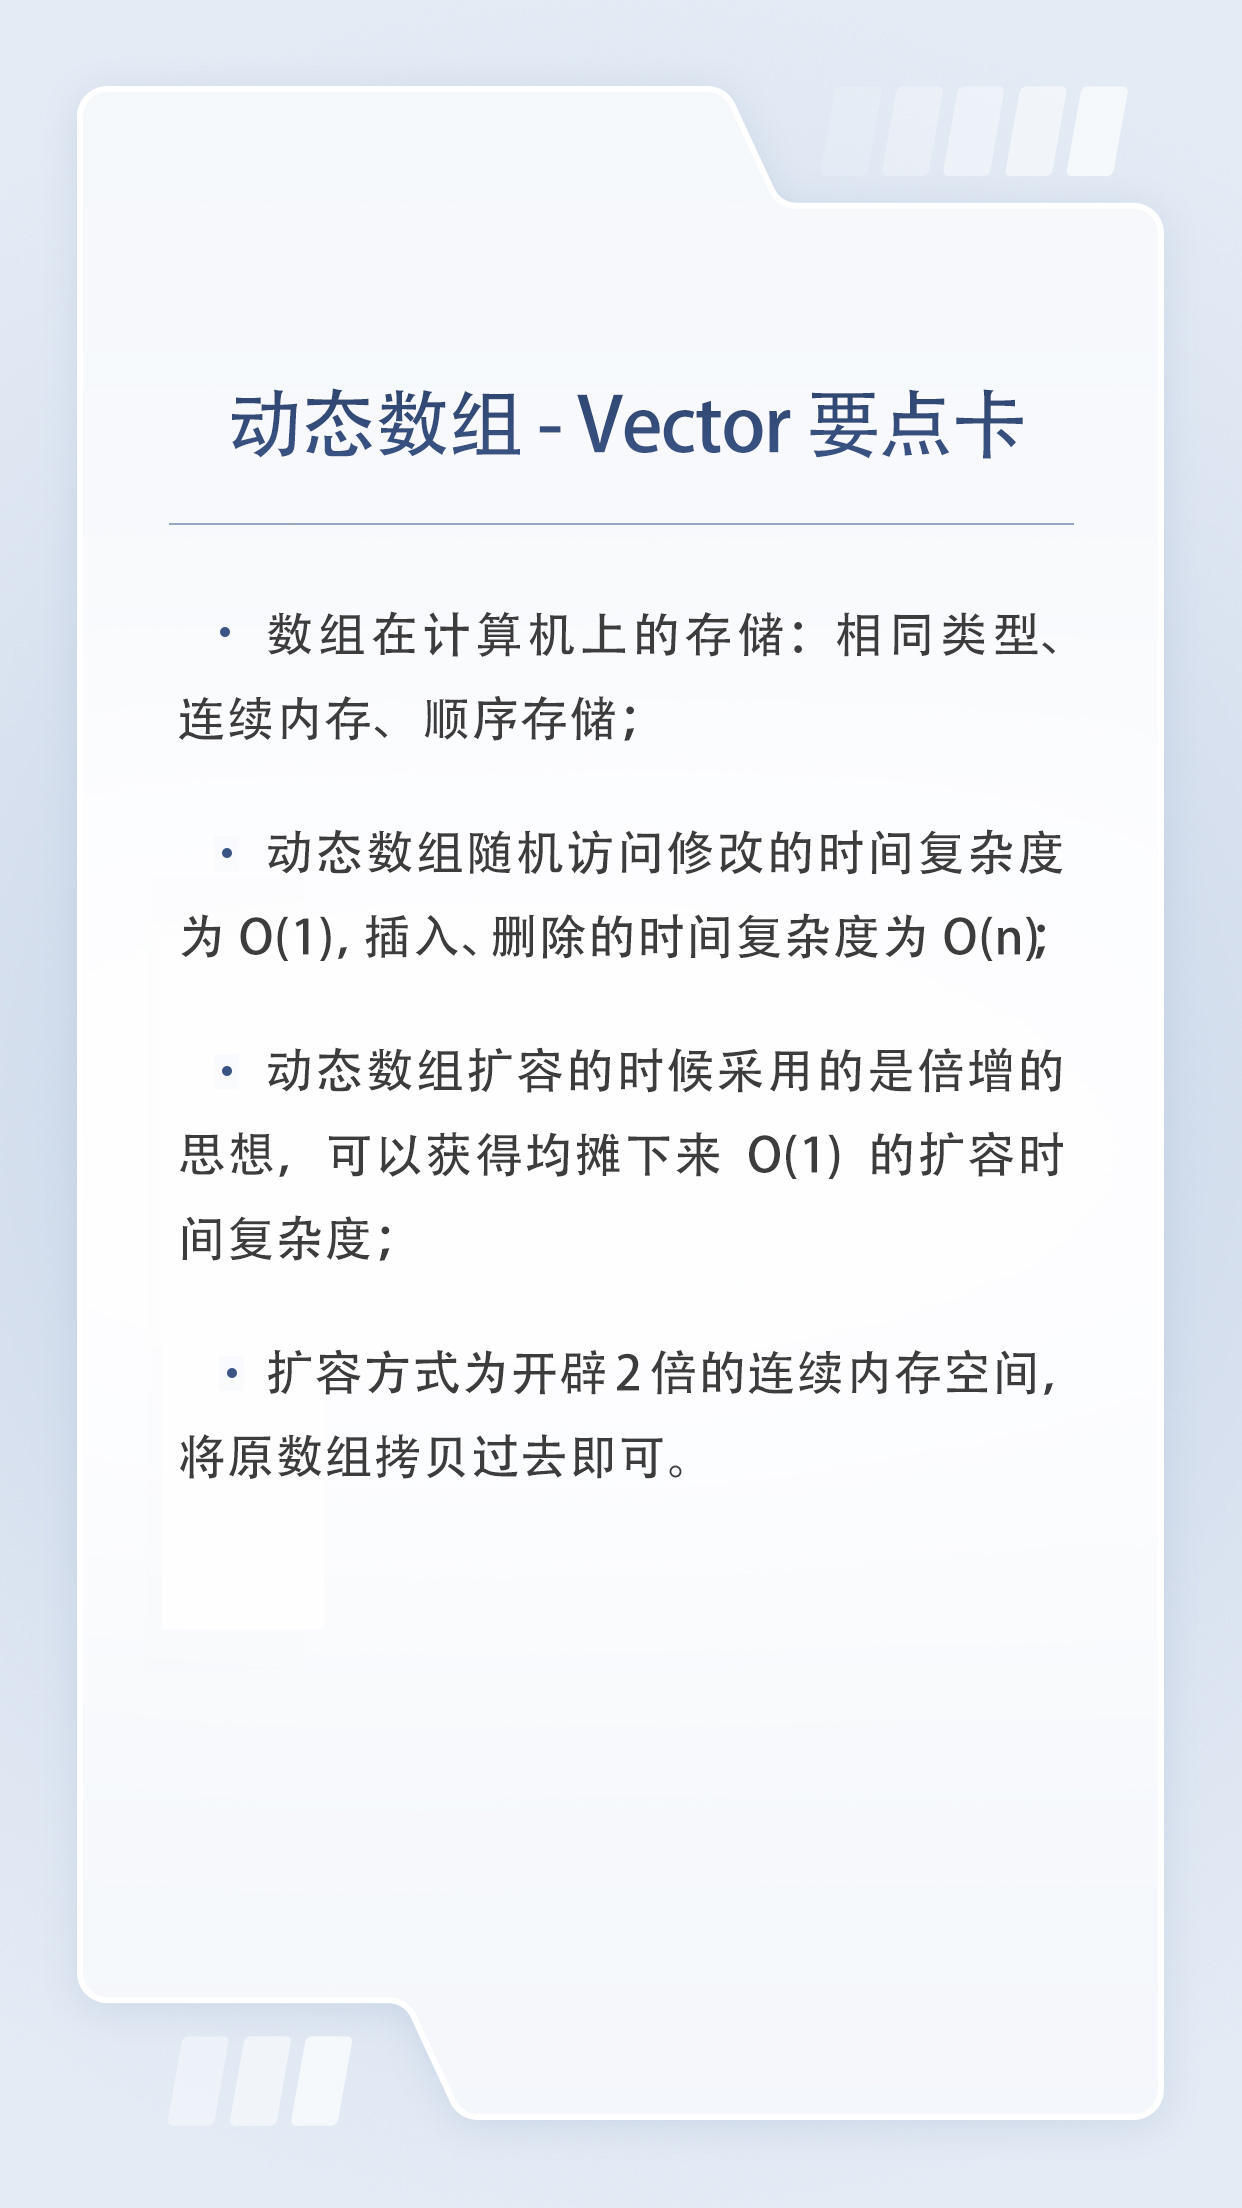 动态数组 - Vector 要点卡
• 数组在计算机上的存储：相同类型、
连续内存、顺序存储；
• 动态数组随机访问修改的时间复杂度
为 O(1), 插入、删除的时间复杂度为 O(n);
• 动态数组扩容的时候采用的是倍增的
思想，可以获得均摊下来 O(1) 的扩容时
间复杂度；
• 扩容方式为开辟2倍的连续内存空间，
将原数组拷贝过去即可。